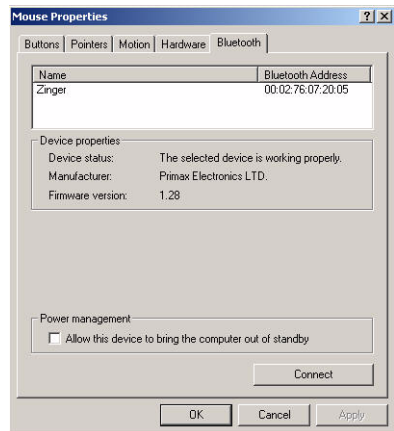 Mouse Properties
Buttons Pointers Motion Hardware Bluetooth
Name Bluetooth Address
Zinger 00:02:76:07:20:05
Device properties
Device status: The selected device is working properly.
Manufacturer: Primax Electronics LTD.
Firmware version: 1.28
Power management
Allow this device to bring the computer out of standby
Connect
OK Cancel Apply